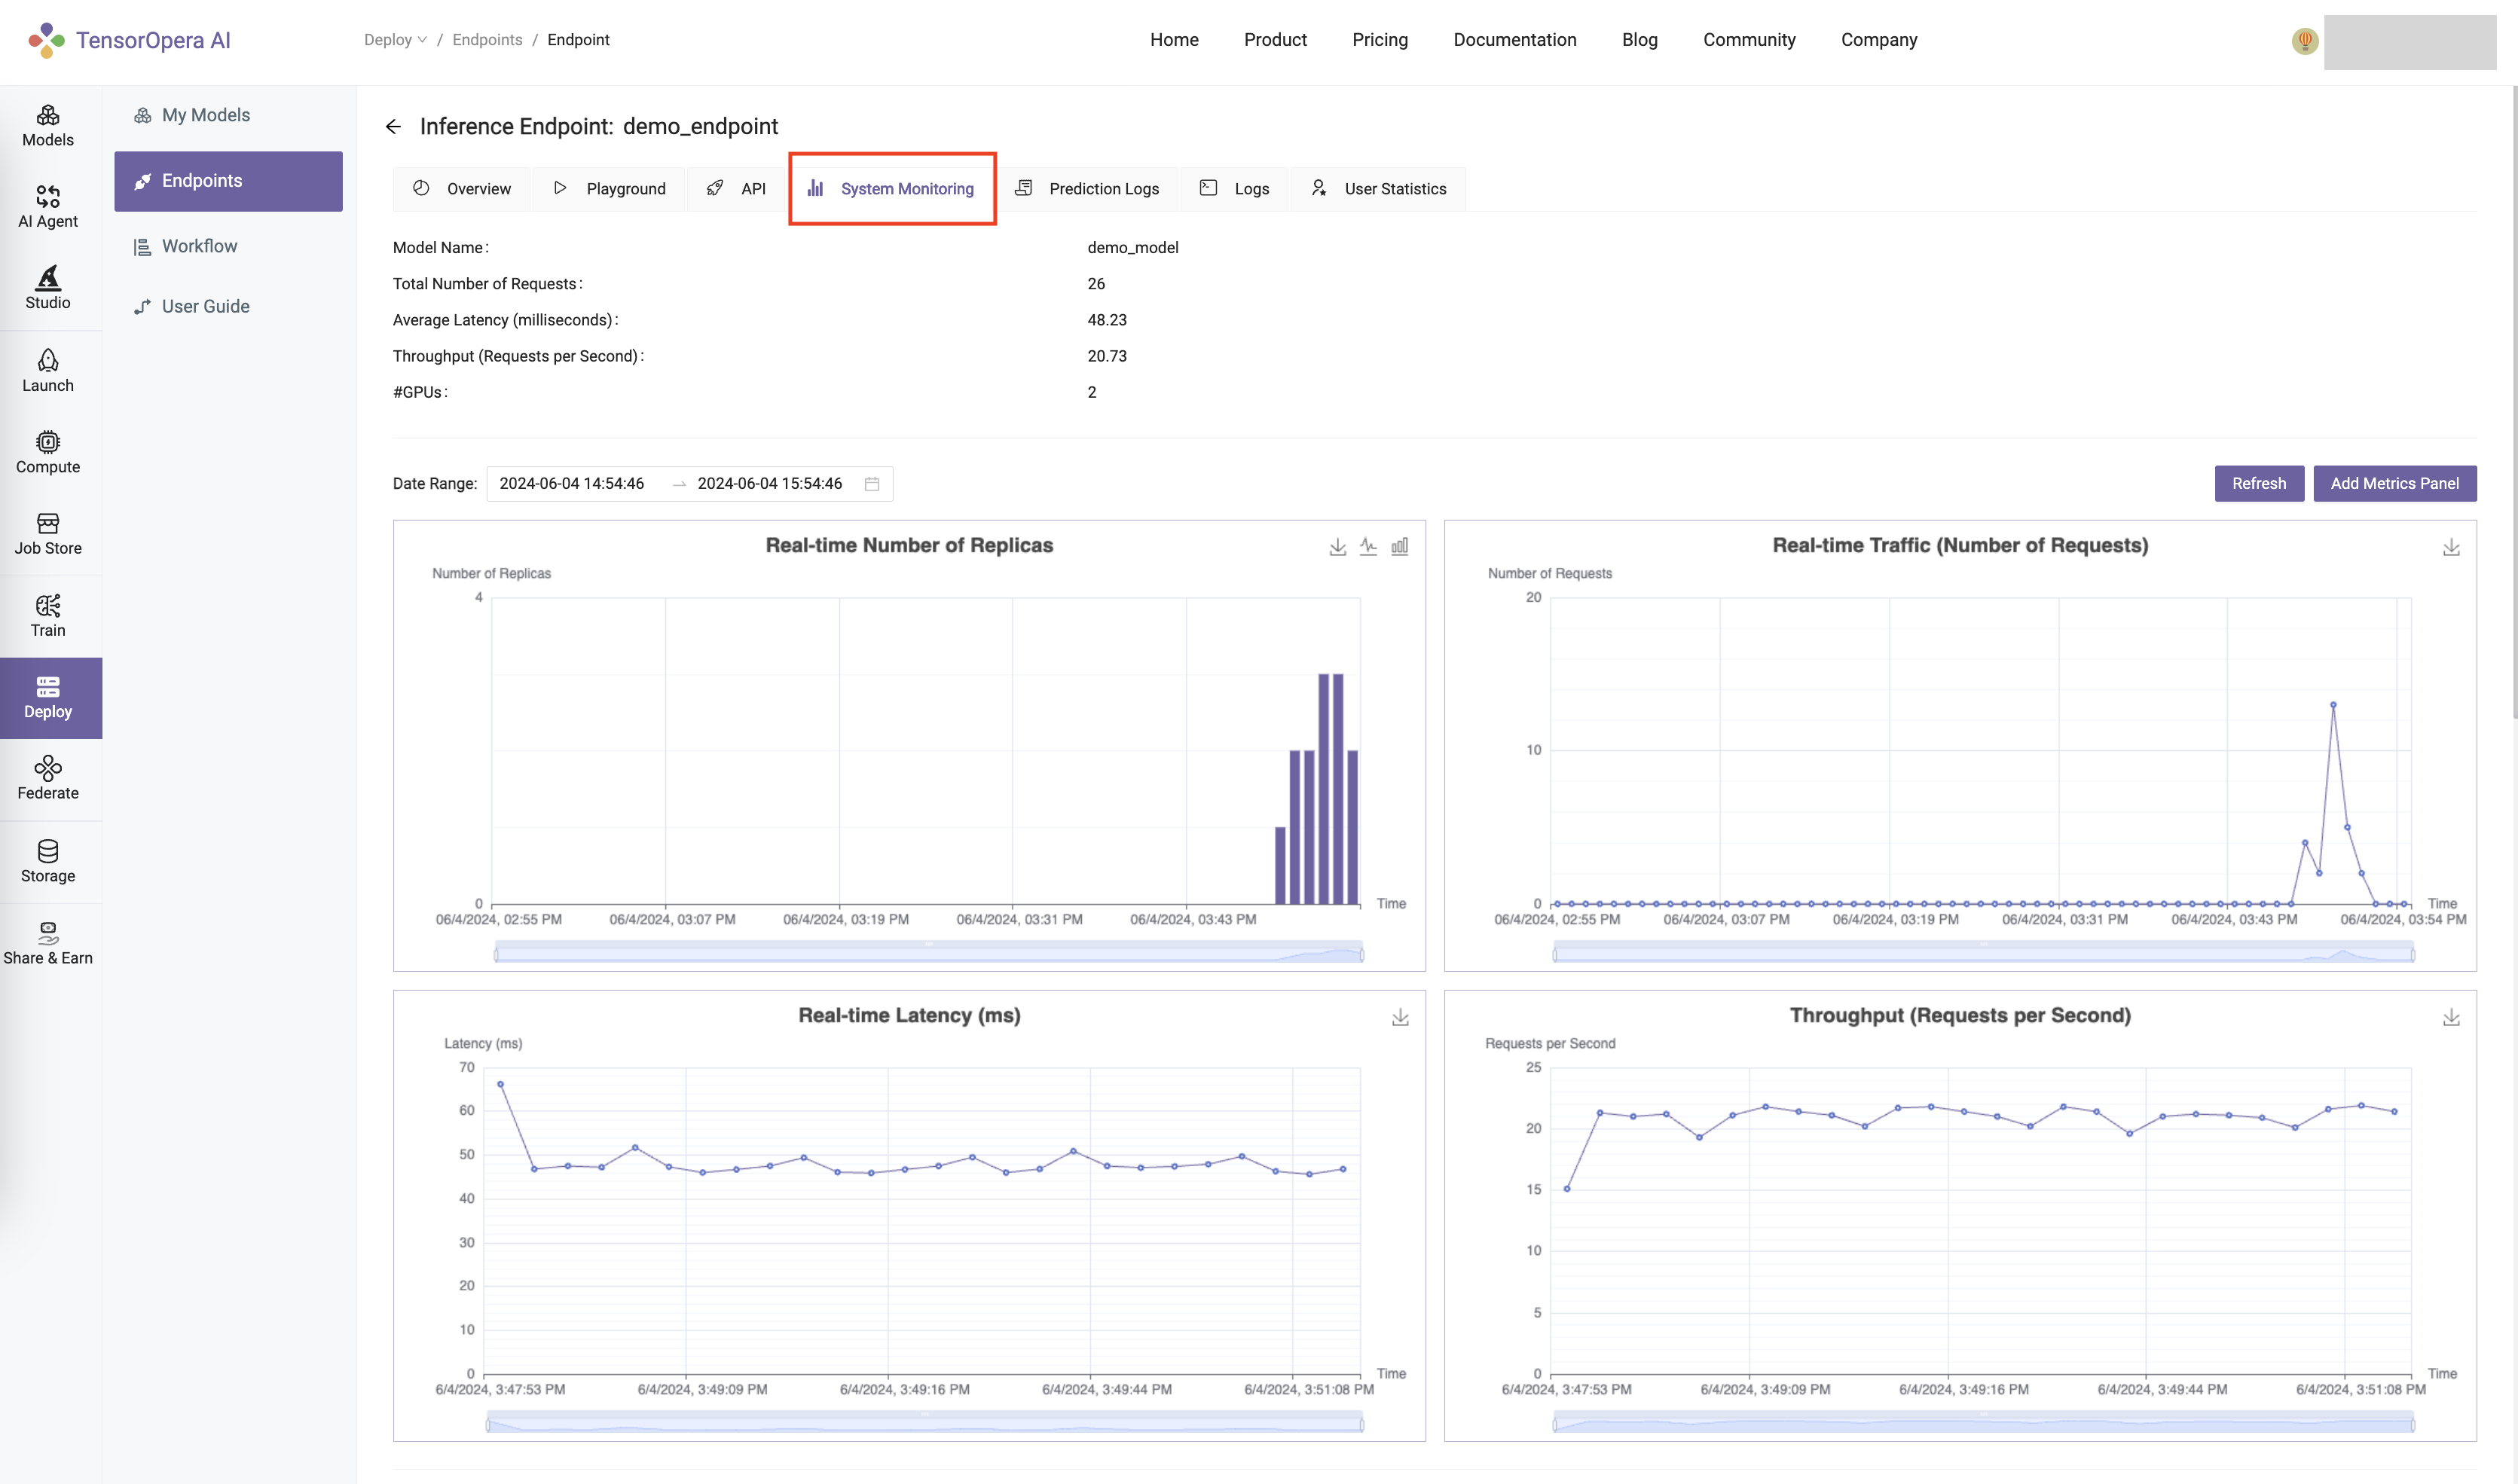 TensorOpera AI
Deploy / Endpoints / Endpoint
Home Product Pricing Documentation Blog Community Company
Models
AI Agent
Studio
Launch
Compute
Job Store
Train
Deploy
Federate
Storage
Share & Earn
My Models
Endpoints
Workflow
User Guide
Inference Endpoint: demo_endpoint
Overview Playground API System Monitoring Prediction Logs Logs User Statistics
Model Name: demo_model
Total Number of Requests: 26
Average Latency (milliseconds): 48.23
Throughput (Requests per Second): 20.73
#GPUs: 2
Date Range: 2024-06-04 14:54:46 → 2024-06-04 15:54:46
Refresh Add Metrics Panel
Real-time Number of Replicas
Number of Replicas
4
0
Time
06/4/2024, 02:55 PM 06/4/2024, 03:07 PM 06/4/2024, 03:19 PM 06/4/2024, 03:31 PM 06/4/2024, 03:43 PM
Real-time Traffic (Number of Requests)
Number of Requests
20
10
0
Time
06/4/2024, 02:55 PM 06/4/2024, 03:07 PM 06/4/2024, 03:19 PM 06/4/2024, 03:31 PM 06/4/2024, 03:43 PM 06/4/2024, 03:54 PM
Real-time Latency (ms)
Latency (ms)
70
60
50
40
30
20
10
0
Time
6/4/2024, 3:47:53 PM 6/4/2024, 3:49:09 PM 6/4/2024, 3:49:16 PM 6/4/2024, 3:49:44 PM 6/4/2024, 3:51:08 PM
Throughput (Requests per Second)
Requests per Second
25
20
15
10
5
0
Time
6/4/2024, 3:47:53 PM 6/4/2024, 3:49:09 PM 6/4/2024, 3:49:16 PM 6/4/2024, 3:49:44 PM 6/4/2024, 3:51:08 PM